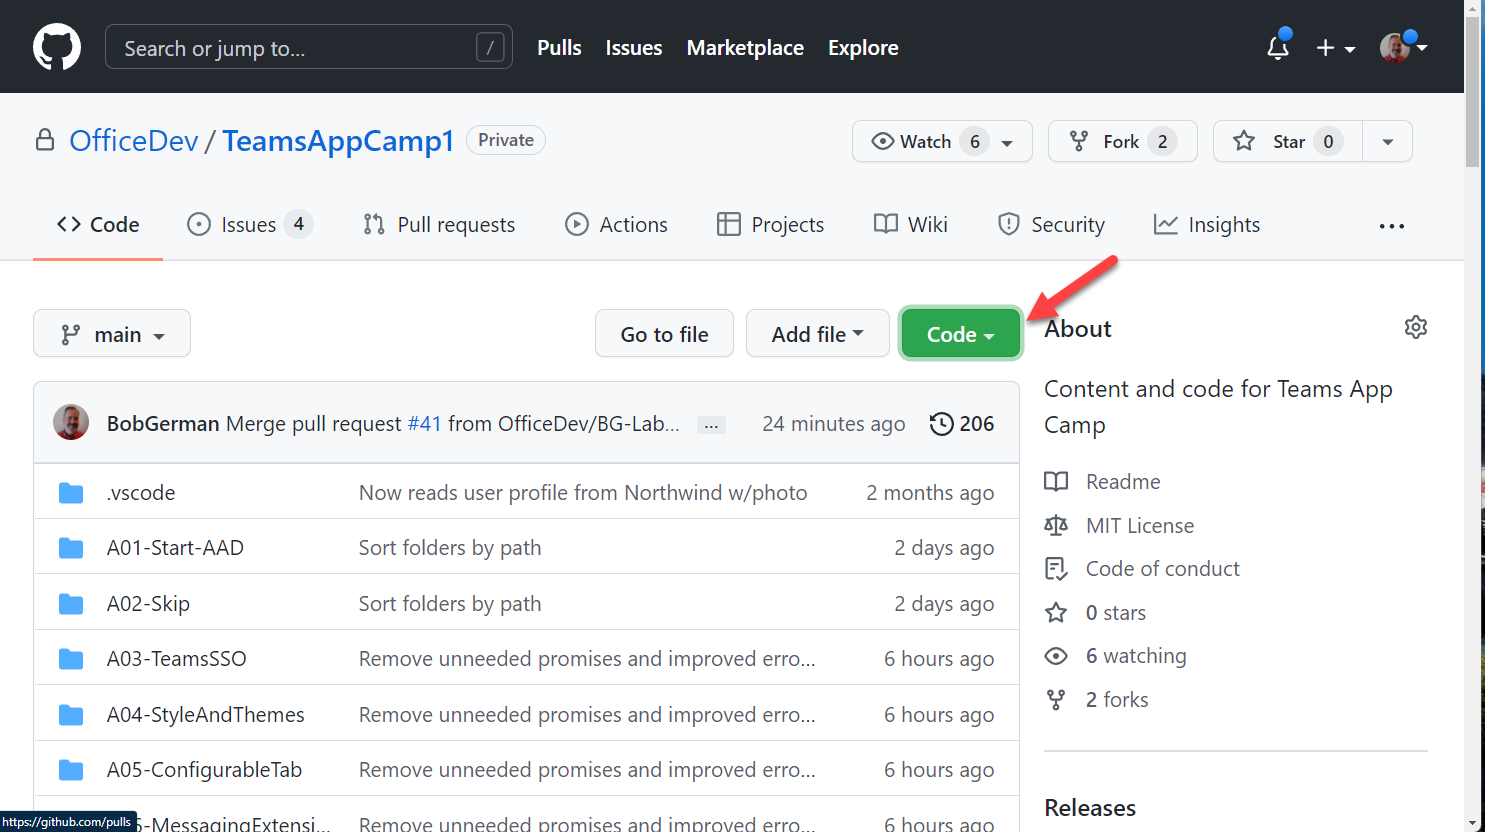 Search or jump to... /
Pulls Issues Marketplace Explore
OfficeDev / TeamsAppCamp1 Private
Watch 6 Fork 2 Star 0
Code Issues 4 Pull requests Actions Projects Wiki Security Insights ...
main Go to file Add file Code
About
Content and code for Teams App
Camp
Readme
MIT License
Code of conduct
0 stars
6 watching
2 forks
Releases
BobGerman Merge pull request #41 from OfficeDev/BG-Lab... ... 24 minutes ago 206
.vscode Now reads user profile from Northwind w/photo 2 months ago
A01-Start-AAD Sort folders by path 2 days ago
A02-Skip Sort folders by path 2 days ago
A03-TeamsSSO Remove unneeded promises and improved erro... 6 hours ago
A04-StyleAndThemes Remove unneeded promises and improved erro... 6 hours ago
A05-ConfigurableTab Remove unneeded promises and improved erro... 6 hours ago
5-MessagingExtensi... Remove unneeded promises and improved erro... 6 hours ago
https://github.com/pulls